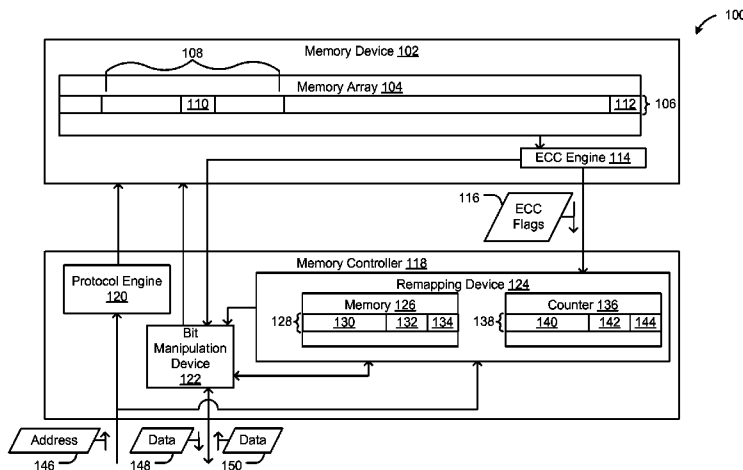 100
Memory Device 102
108
Memory Array 104
110
112
106
ECC Engine 114
116
ECC
Flags
Memory Controller 118
Protocol Engine
120
Remapping Device 124
Memory 126
Counter 136
128
130
132
134
138
140
142
144
Bit
Manipulation
Device
122
Address
Data
Data
146
148
150